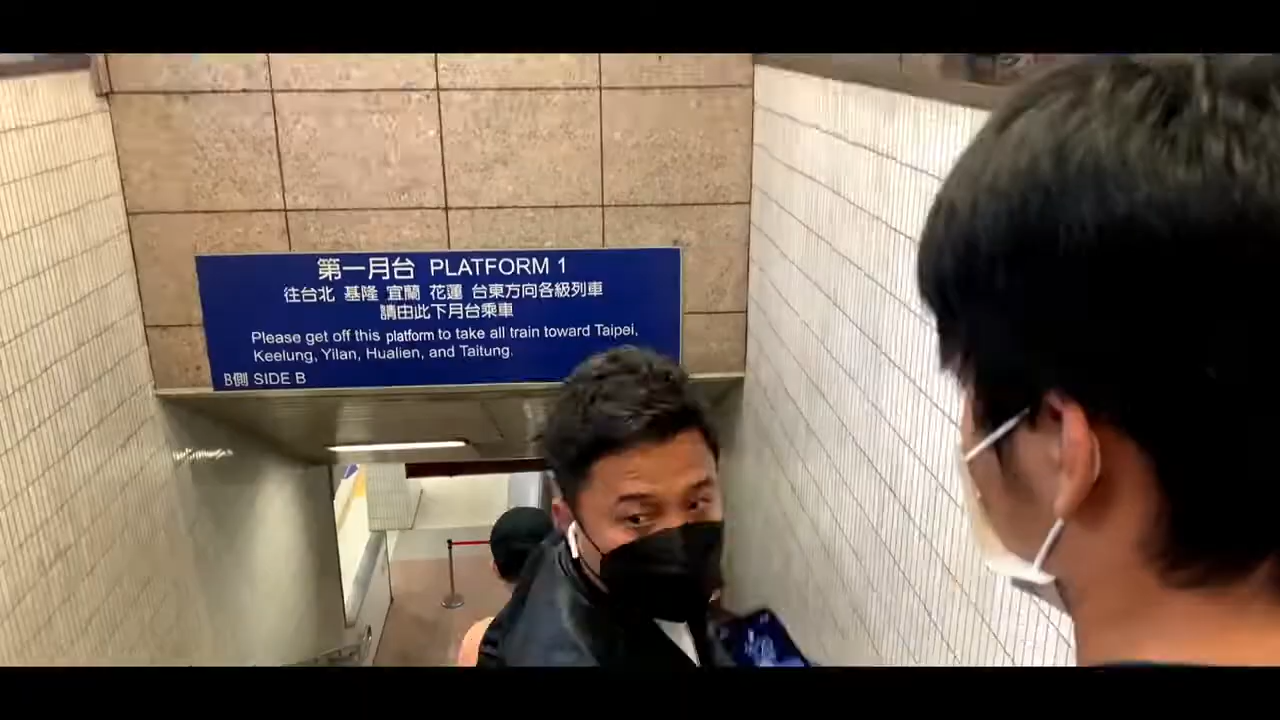 第一月台 PLATFORM 1
往台北 基隆 宜蘭 花蓮 台東方向各級列車
請由此下月台乘車
Please get off this platform to take all train toward Taipei,
Keelung, Yilan, Hualien, and Taitung.
B側 SIDE B